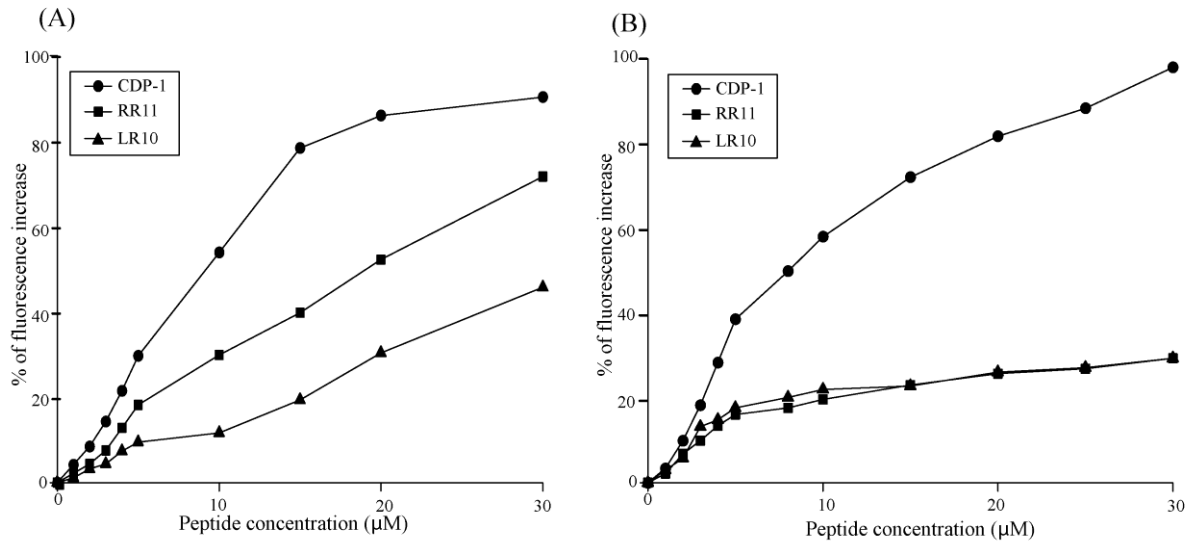 (A)
100
80
60
40
20
0
% of fluorescence increase
CDP-1
RR11
LR10
0
10
20
30
Peptide concentration (μM)
(B)
100
80
60
40
20
0
% of fluorescence increase
CDP-1
RR11
LR10
0
10
20
30
Peptide concentration (μM)